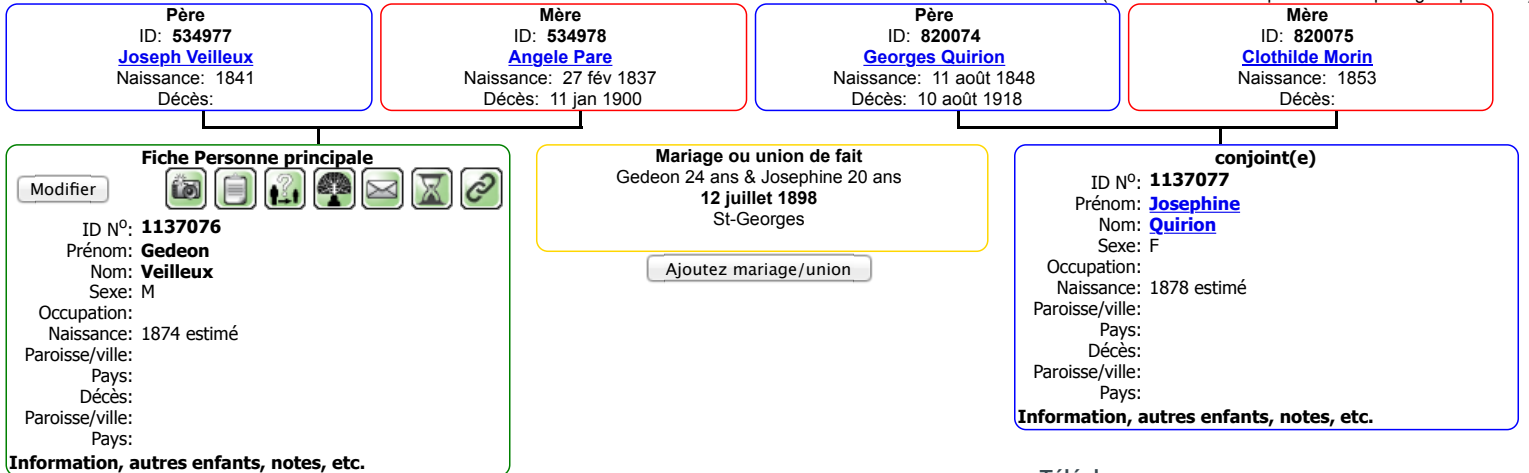 Père
ID: 534977
Joseph Veilleux
Naissance: 1841
Décès:
Mère
ID: 534978
Angele Pare
Naissance: 27 fév 1837
Décès: 11 jan 1900
Père
ID: 820074
Georges Quirion
Naissance: 11 août 1848
Décès: 10 août 1918
Mère
ID: 820075
Clothilde Morin
Naissance: 1853
Décès:
Fiche Personne principale
Modifier
ID Nº: 1137076
Prénom: Gedeon
Nom: Veilleux
Sexe: M
Occupation:
Naissance: 1874 estimé
Paroisse/ville:
Pays:
Décès:
Paroisse/ville:
Pays:
Information, autres enfants, notes, etc.
Mariage ou union de fait
Gedeon 24 ans & Josephine 20 ans
12 juillet 1898
St-Georges
Ajoutez mariage/union
conjoint(e)
ID Nº: 1137077
Prénom: Josephine
Nom: Quirion
Sexe: F
Occupation:
Naissance: 1878 estimé
Paroisse/ville:
Pays:
Décès:
Paroisse/ville:
Pays:
Information, autres enfants, notes, etc.